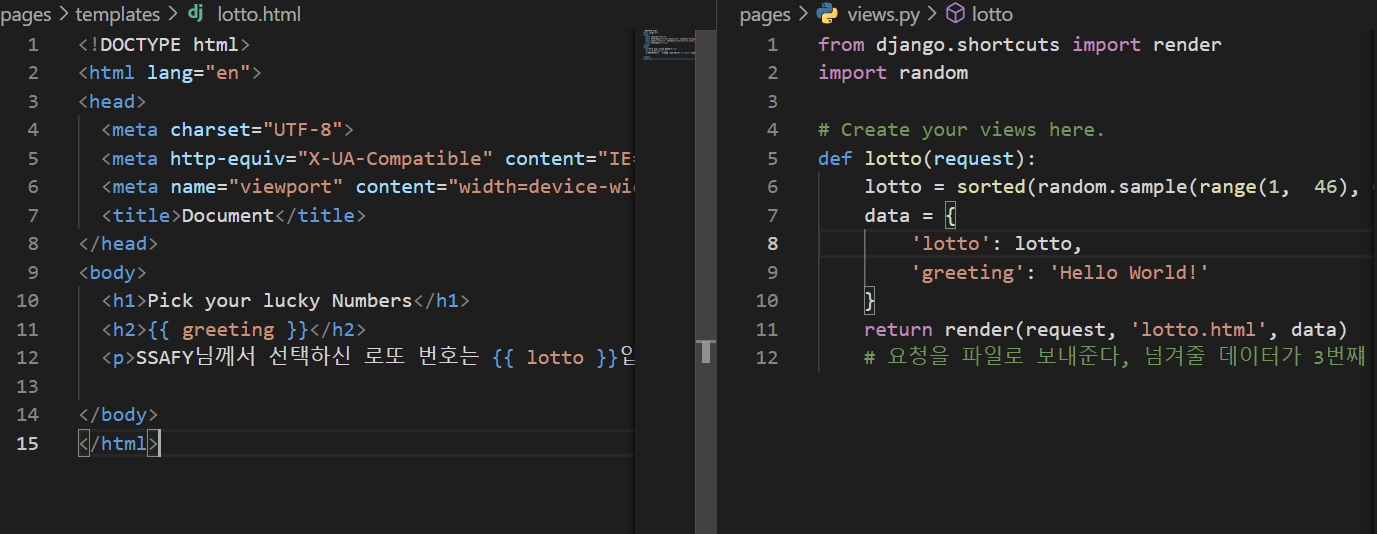 pages > templates > dj lotto.html
1 <!DOCTYPE html>
2 <html lang="en">
3 <head>
4 <meta charset="UTF-8">
5 <meta http-equiv="X-UA-Compatible" content="IE=
6 <meta name="viewport" content="width=device-wi
7 <title>Document</title>
8 </head>
9 <body>
10 <h1>Pick your lucky Numbers</h1>
11 <h2>{{ greeting }}</h2>
12 <p>SSAFY님께서 선택하신 로또 번호는 {{ lotto }}입
13
14 </body>
15 </html>
pages > views.py > lotto
1 from django.shortcuts import render
2 import random
3
4 # Create your views here.
5 def lotto(request):
6 lotto = sorted(random.sample(range(1,  46),
7 data = {
8 'lotto': lotto,
9 'greeting': 'Hello World!'
10 }
11 return render(request, 'lotto.html', data)
12 # 요청을 파일로 보내준다, 넘겨줄 데이터가 3번째